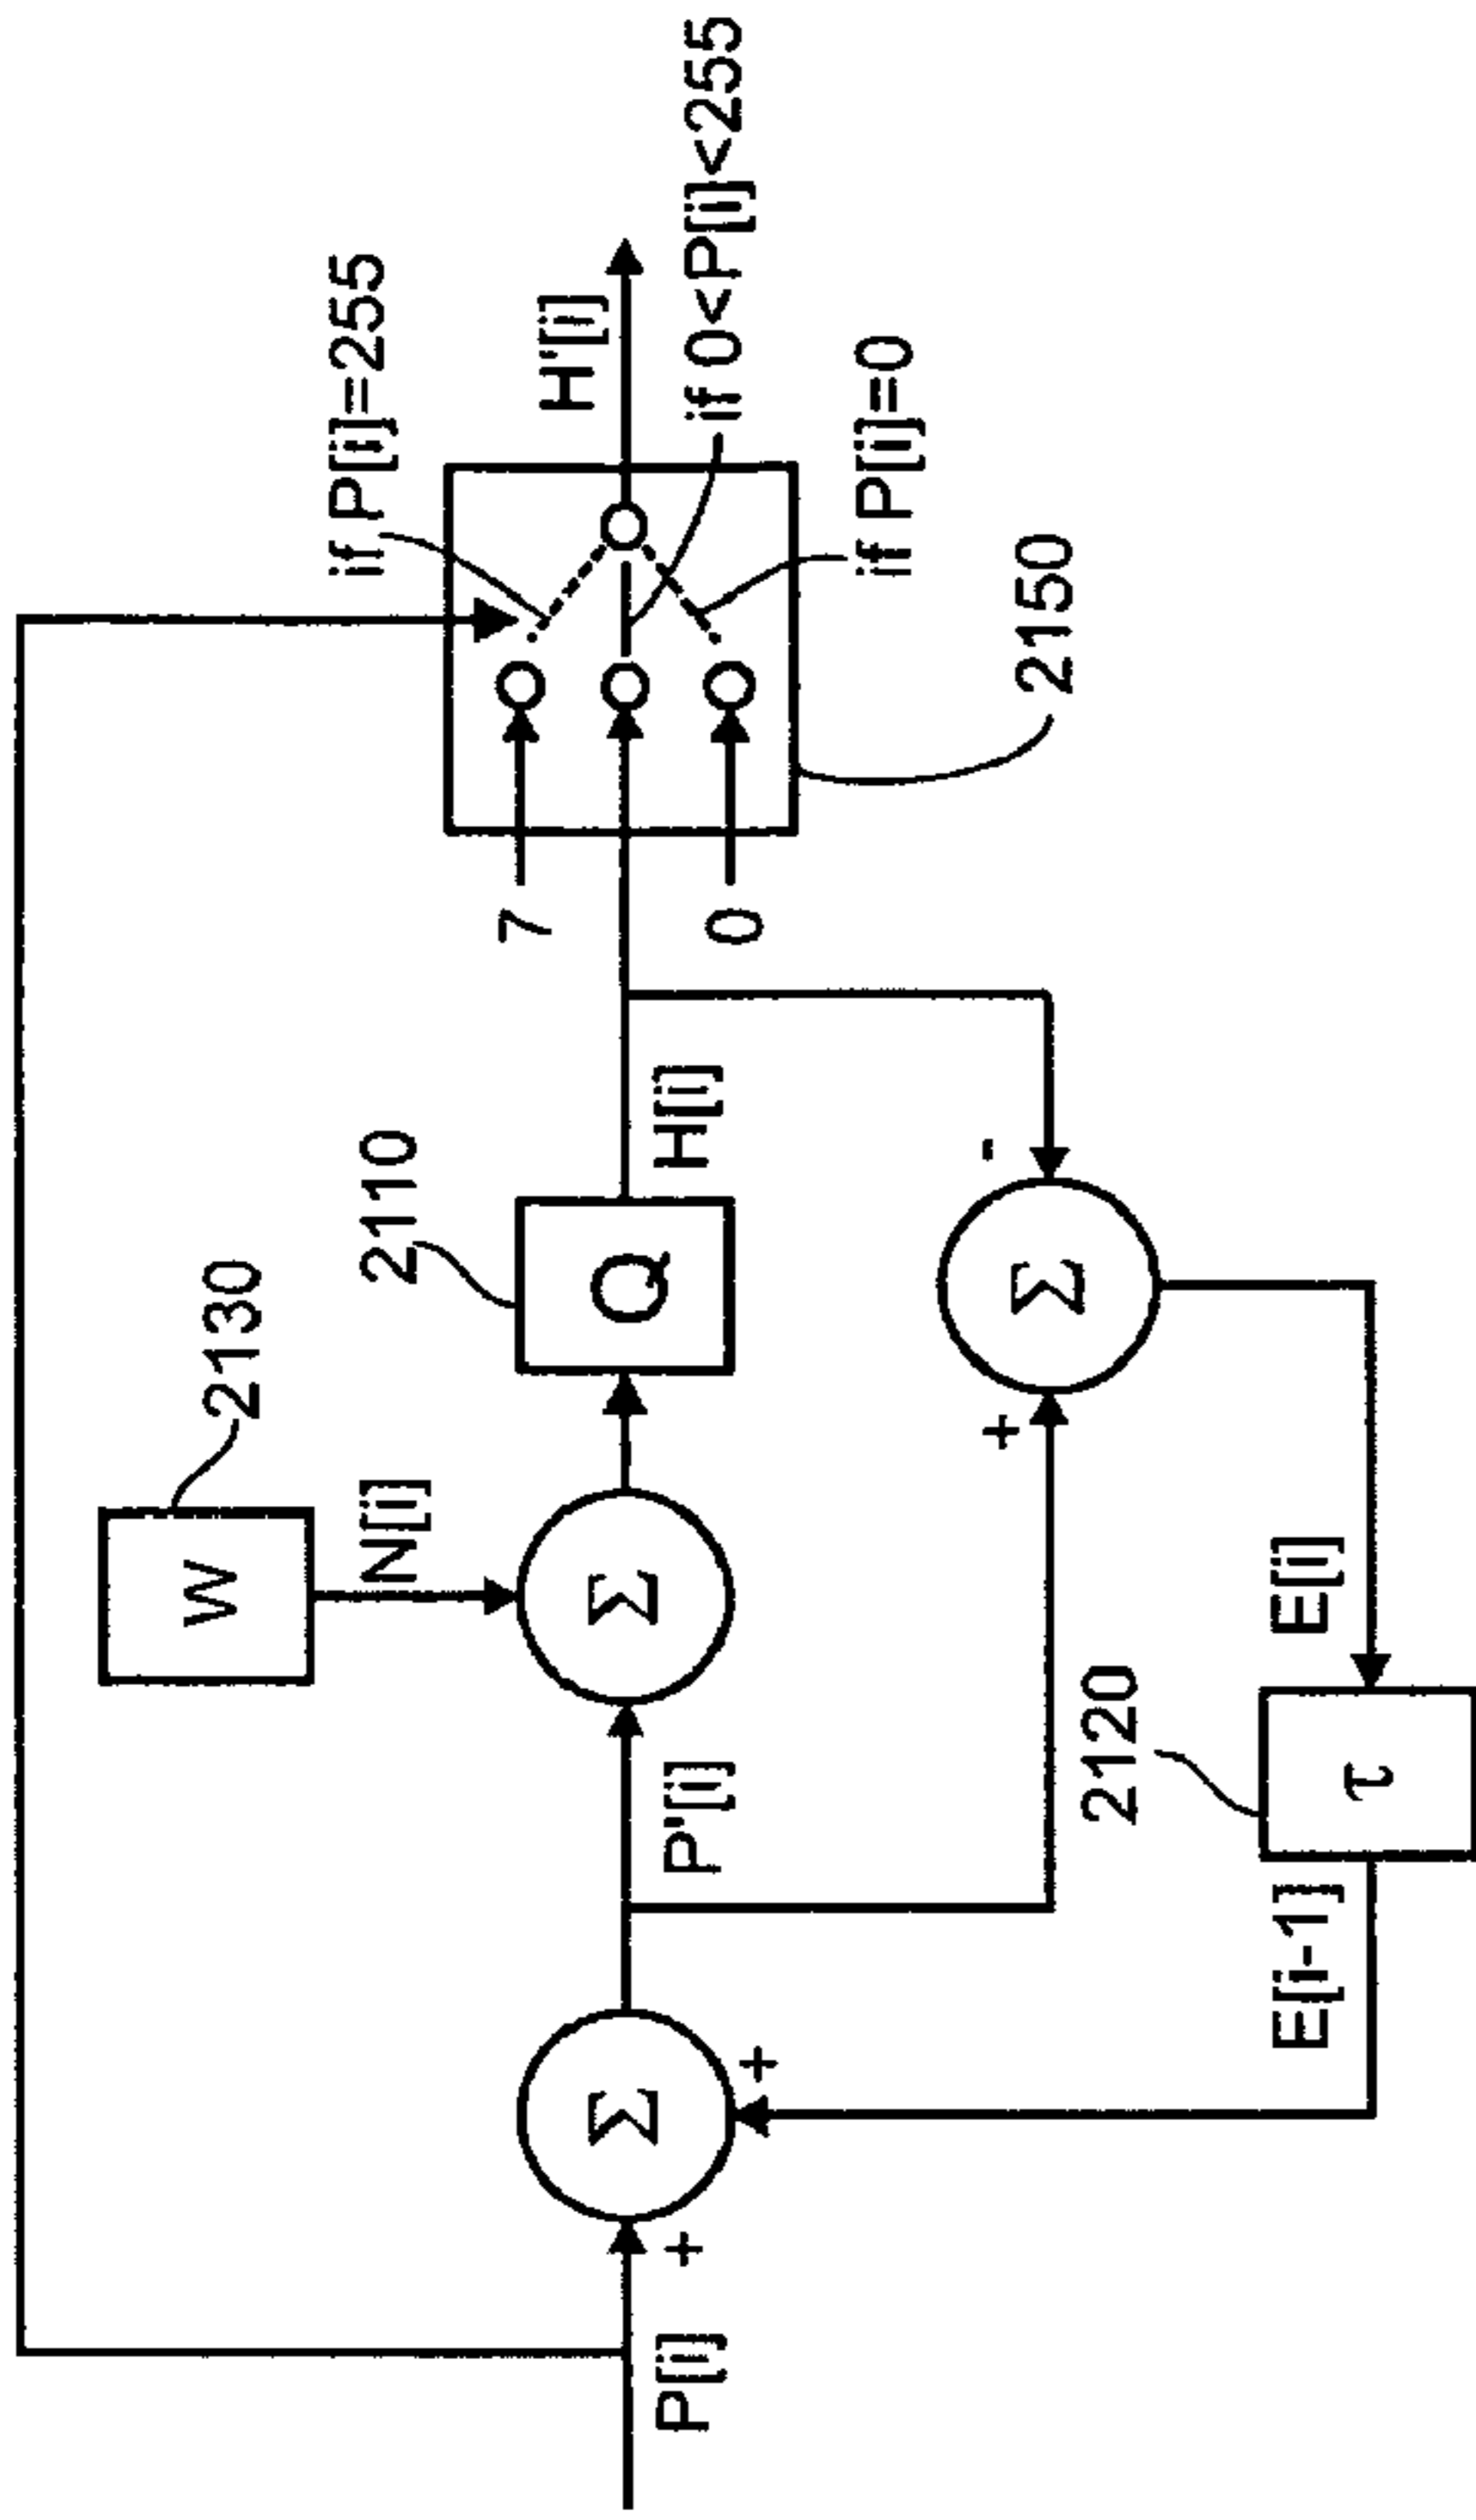 if P[i]=255
H'[i]
if 0<P[i]<255
if P[i]=0
2150
7
0
2130
W
N[i]
2110
Q
H[i]
P[i]
+
Σ
+
P'[i]
Σ
+
Σ
-
E[i-1]
2120
τ
E[i]